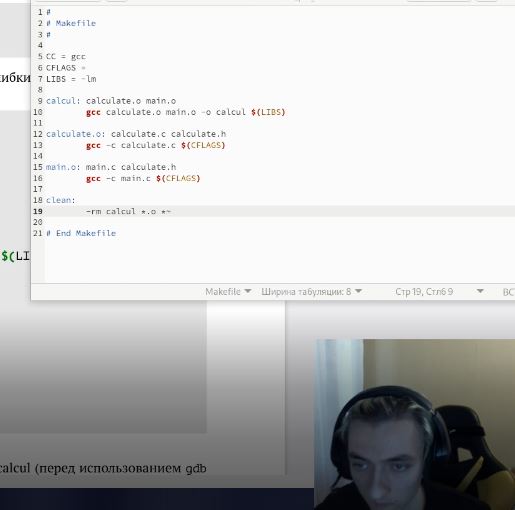 1 #
2 # Makefile
3 #
4
5 CC = gcc
6 CFLAGS =
7 LIBS = -lm
8
9 calcul: calculate.o main.o
10 gcc calculate.o main.o -o calcul $(LIBS)
11
12 calculate.o: calculate.c calculate.h
13 gcc -c calculate.c $(CFLAGS)
14
15 main.o: main.c calculate.h
16 gcc -c main.c $(CFLAGS)
17
18 clean:
19 -rm calcul *.o *~
20
21 # End Makefile
ибки
$(LI
Makefile Ширина табуляции: 8 Стр 19, Стлб 9 ВС
calcul (перед использованием gdb